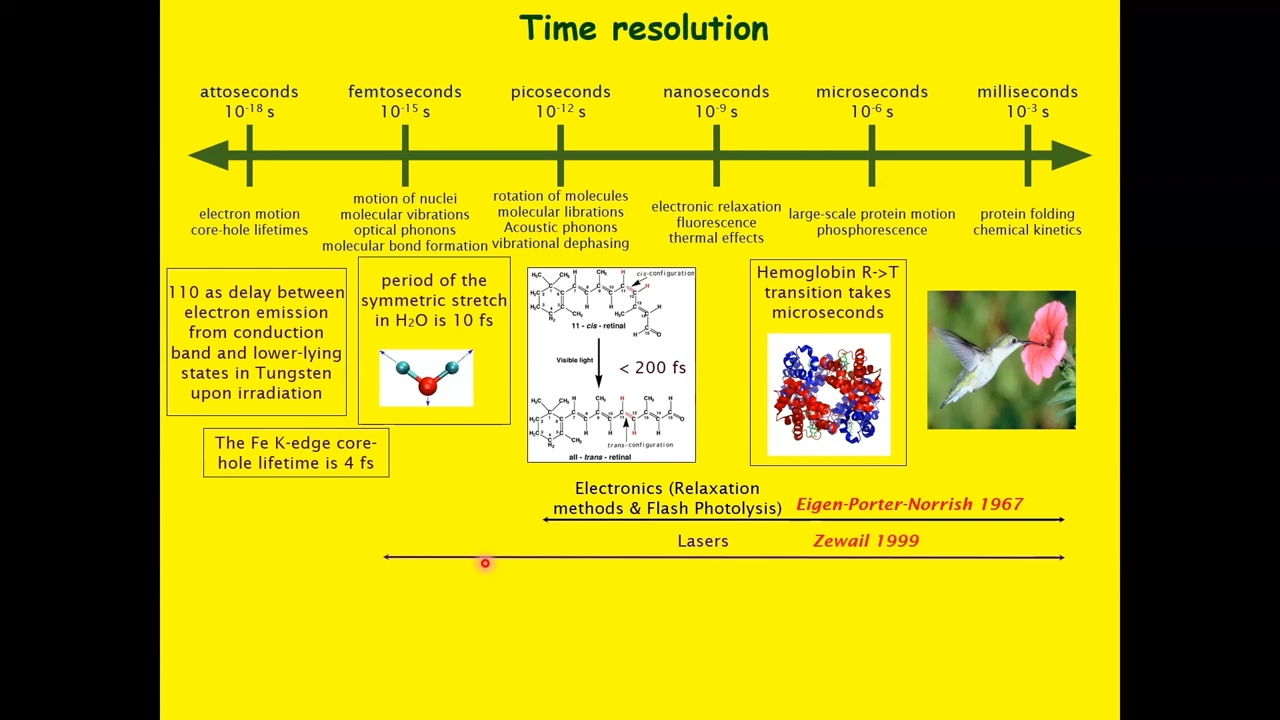 Time resolution
attoseconds
10⁻¹⁸ s
femtoseconds
10⁻¹⁵ s
picoseconds
10⁻¹² s
nanoseconds
10⁻⁹ s
microseconds
10⁻⁶ s
milliseconds
10⁻³ s
electron motion
core-hole lifetimes
motion of nuclei
molecular vibrations
optical phonons
molecular bond formation
rotation of molecules
molecular librations
Acoustic phonons
vibrational dephasing
electronic relaxation
fluorescence
thermal effects
large-scale protein motion
phosphorescence
protein folding
chemical kinetics
110 as delay between
electron emission
from conduction
band and lower-lying
states in Tungsten
upon irradiation
The Fe K-edge core-
hole lifetime is 4 fs
period of the
symmetric stretch
in H₂O is 10 fs
cis-configuration
11 - cis - retinal
Visible light
< 200 fs
trans-configuration
all - trans - retinal
Hemoglobin R->T
transition takes
microseconds
Electronics (Relaxation
methods & Flash Photolysis)
Eigen-Porter-Norrish 1967
Lasers
Zewail 1999